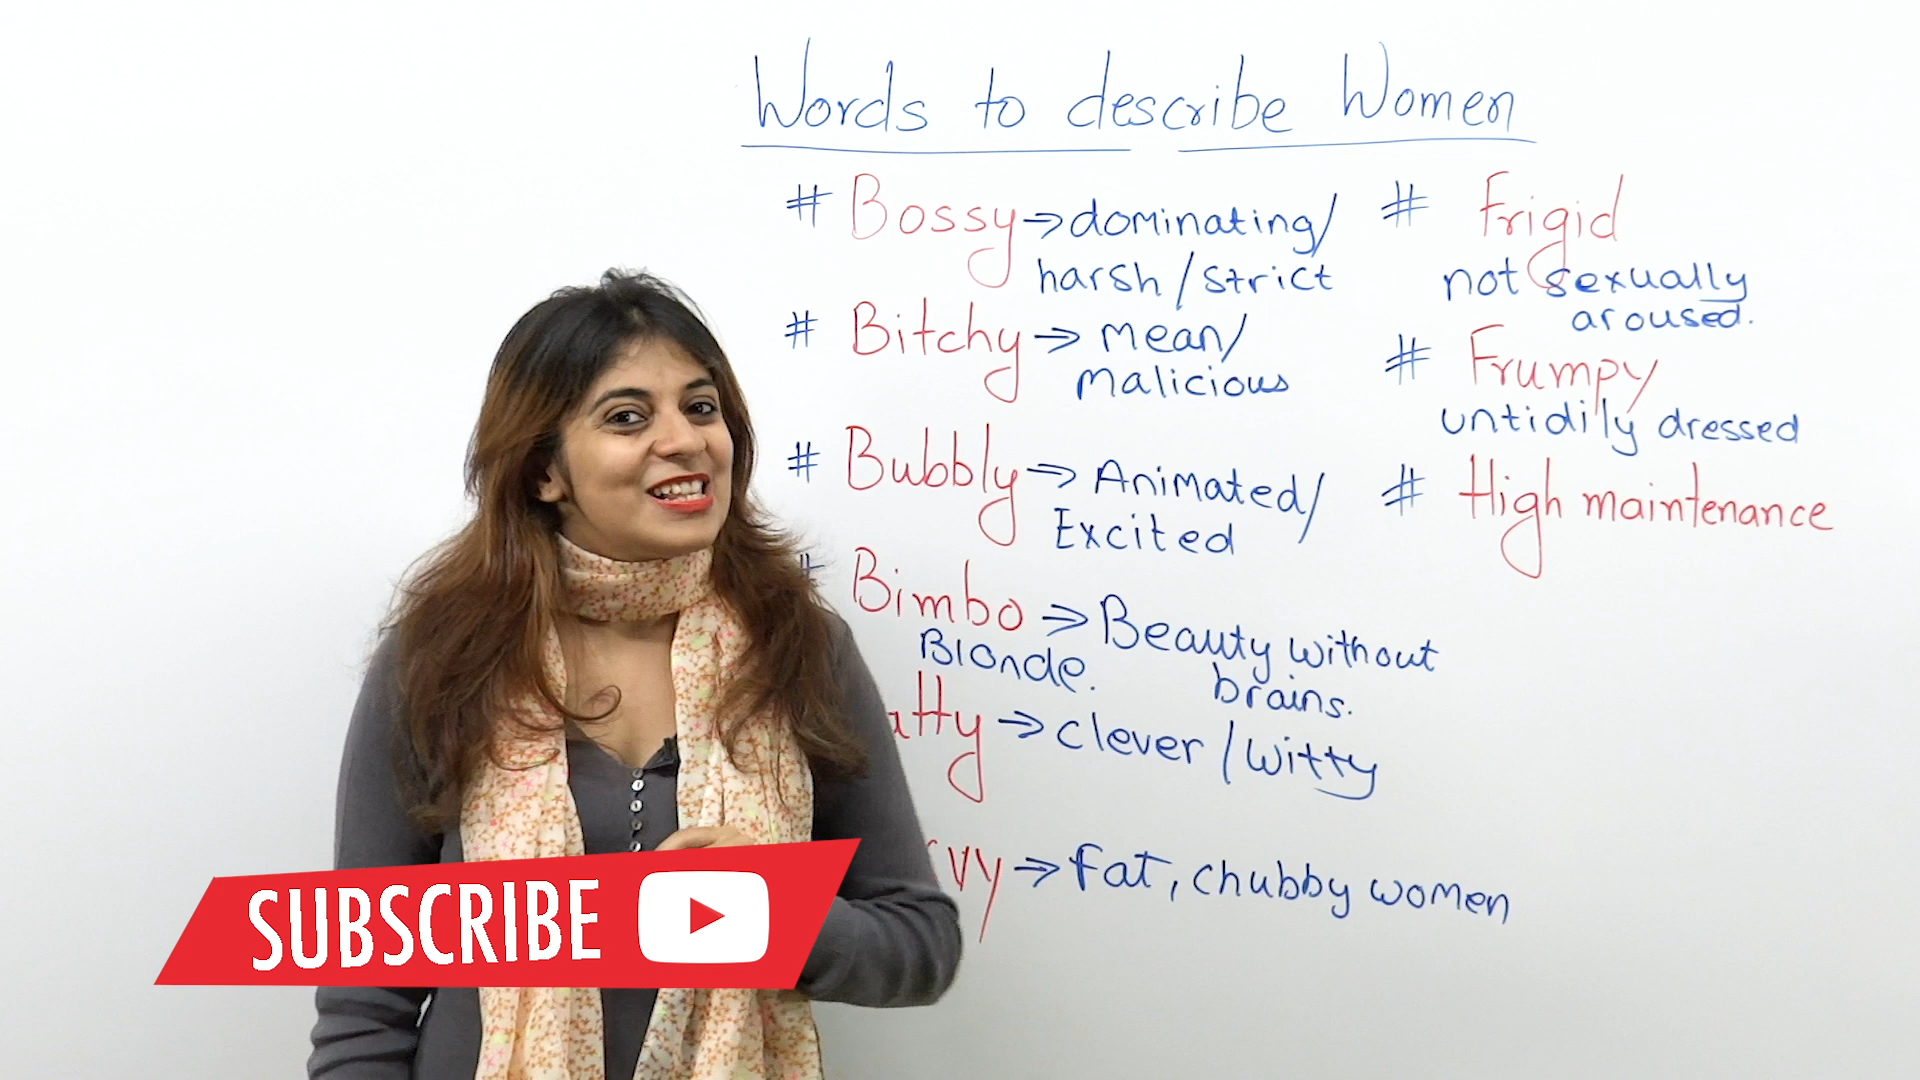 Words to describe Women
# Bossy → dominating/
harsh / strict
# Bitchy → mean/
malicious
# Bubbly → Animated/
Excited
# Bimbo → Beauty without
Blonde. brains.
→ clever / witty
→ Fat, chubby women
# Frigid
not sexually
aroused.
# Frumpy
untidily dressed
# High maintenance
SUBSCRIBE